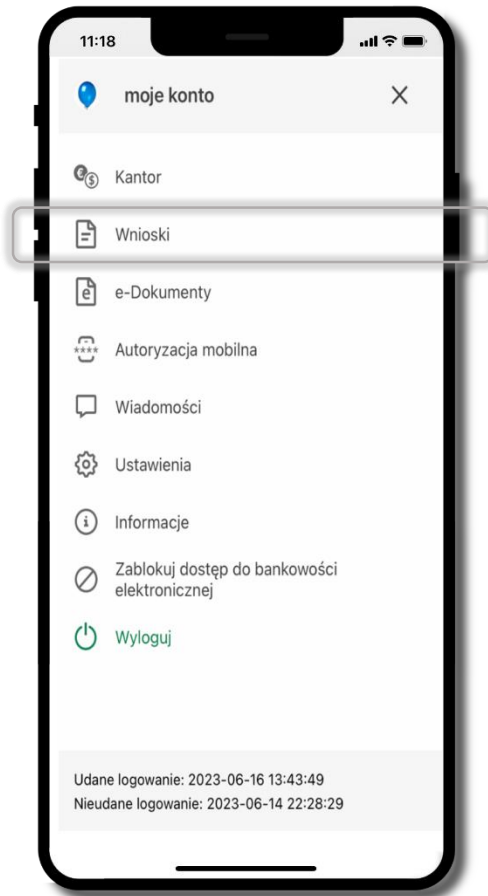 11:18
moje konto
Kantor
Wnioski
e-Dokumenty
Autoryzacja mobilna
Wiadomości
Ustawienia
Informacje
Zablokuj dostęp do bankowości
elektronicznej
Wyloguj
Udane logowanie: 2023-06-16 13:43:49
Nieudane logowanie: 2023-06-14 22:28:29